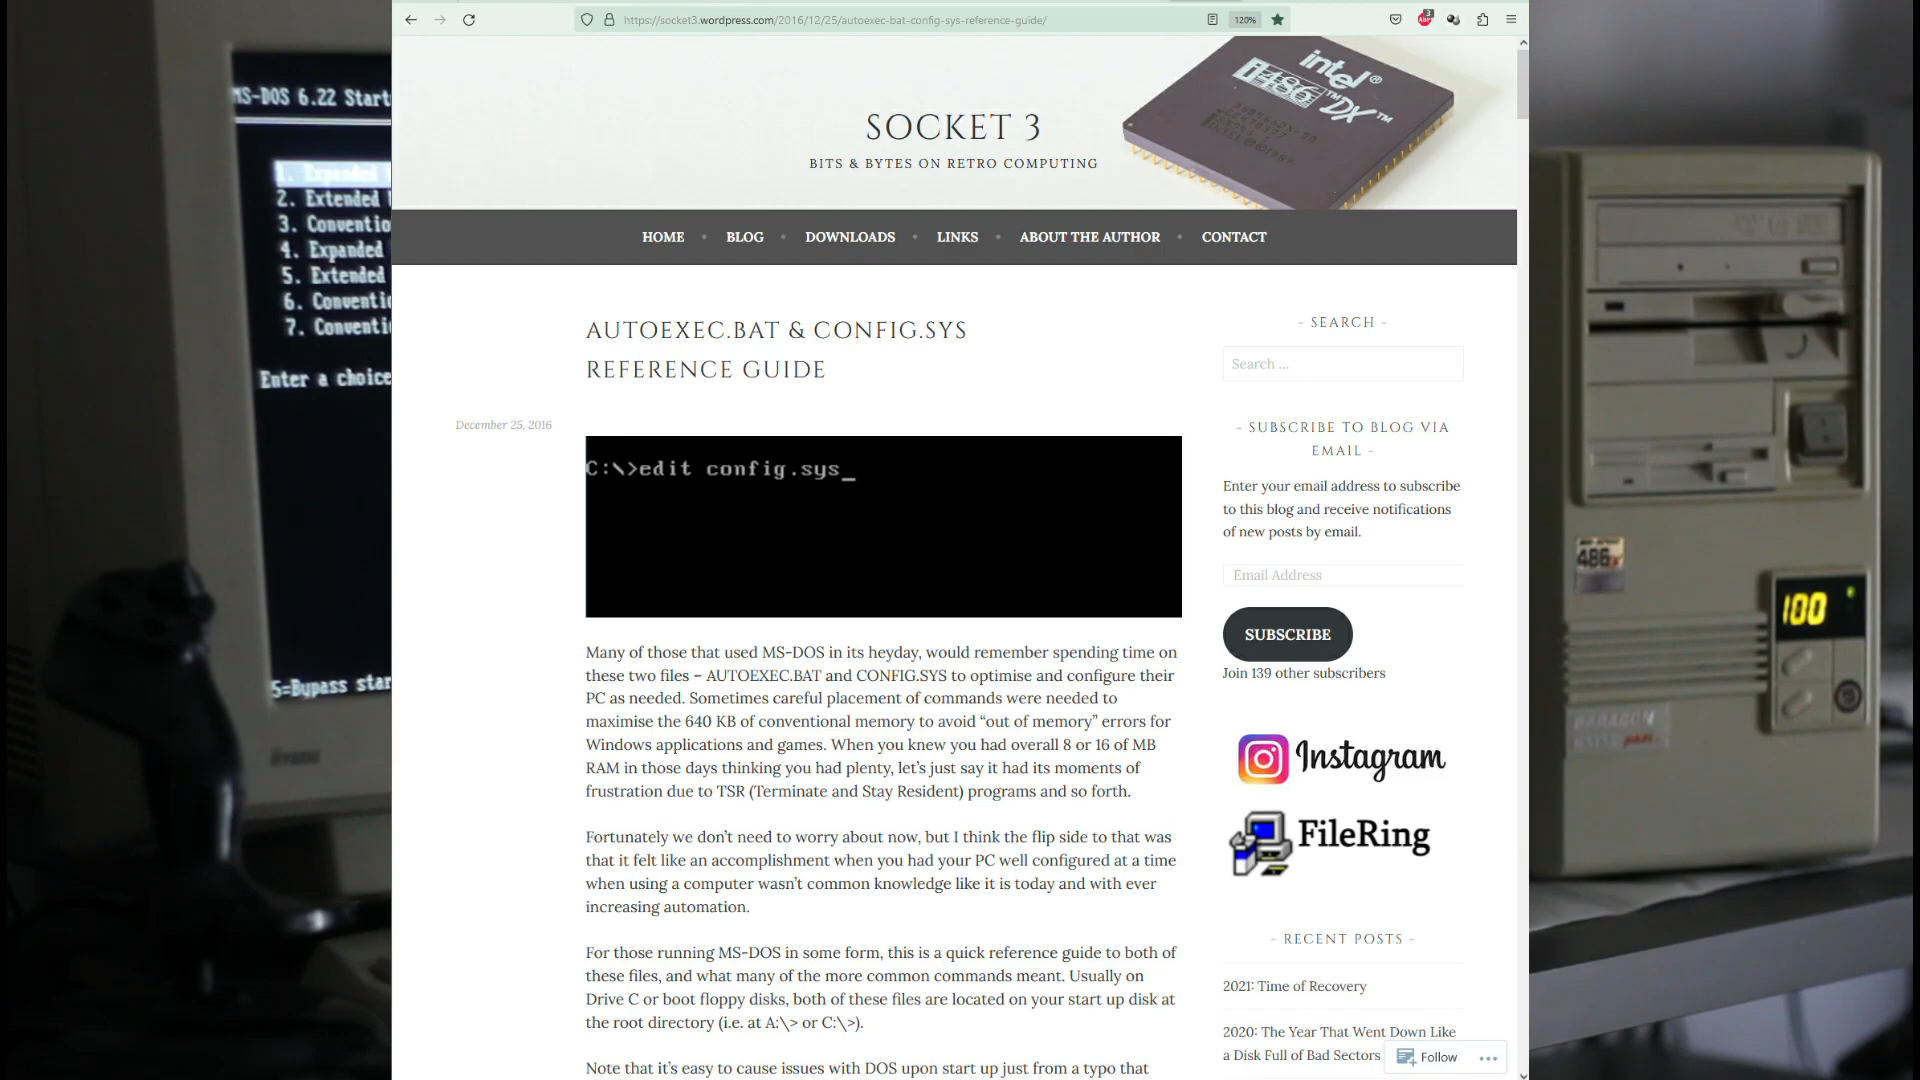 https://socket3.wordpress.com/2016/12/25/autoexec-bat-config-sys-reference-guide/
120%
3
SOCKET 3
BITS & BYTES ON RETRO COMPUTING
intel®
i486™ DX™
HOME
BLOG
DOWNLOADS
LINKS
ABOUT THE AUTHOR
CONTACT
AUTOEXEC.BAT & CONFIG.SYS
REFERENCE GUIDE
December 25, 2016
C:\>edit config.sys_
Many of those that used MS-DOS in its heyday, would remember spending time on
these two files – AUTOEXEC.BAT and CONFIG.SYS to optimise and configure their
PC as needed. Sometimes careful placement of commands were needed to
maximise the 640 KB of conventional memory to avoid “out of memory” errors for
Windows applications and games. When you knew you had overall 8 or 16 of MB
RAM in those days thinking you had plenty, let’s just say it had its moments of
frustration due to TSR (Terminate and Stay Resident) programs and so forth.
Fortunately we don’t need to worry about now, but I think the flip side to that was
that it felt like an accomplishment when you had your PC well configured at a time
when using a computer wasn’t common knowledge like it is today and with ever
increasing automation.
For those running MS-DOS in some form, this is a quick reference guide to both of
these files, and what many of the more common commands meant. Usually on
Drive C or boot floppy disks, both of these files are located on your start up disk at
the root directory (i.e. at A:\> or C:\>).
Note that it’s easy to cause issues with DOS upon start up just from a typo that
- SEARCH -
Search ...
- SUBSCRIBE TO BLOG VIA
EMAIL -
Enter your email address to subscribe
to this blog and receive notifications
of new posts by email.
Email Address
SUBSCRIBE
Join 139 other subscribers
Instagram
FileRing
- RECENT POSTS -
2021: Time of Recovery
2020: The Year That Went Down Like
a Disk Full of Bad Sectors
Follow
MS-DOS 6.22 Start
1. Expanded
2. Extended
3. Conventio
4. Expanded
5. Extended
6. Conventio
7. Conventi
Enter a choice
5=Bypass star
iiyama
486
100